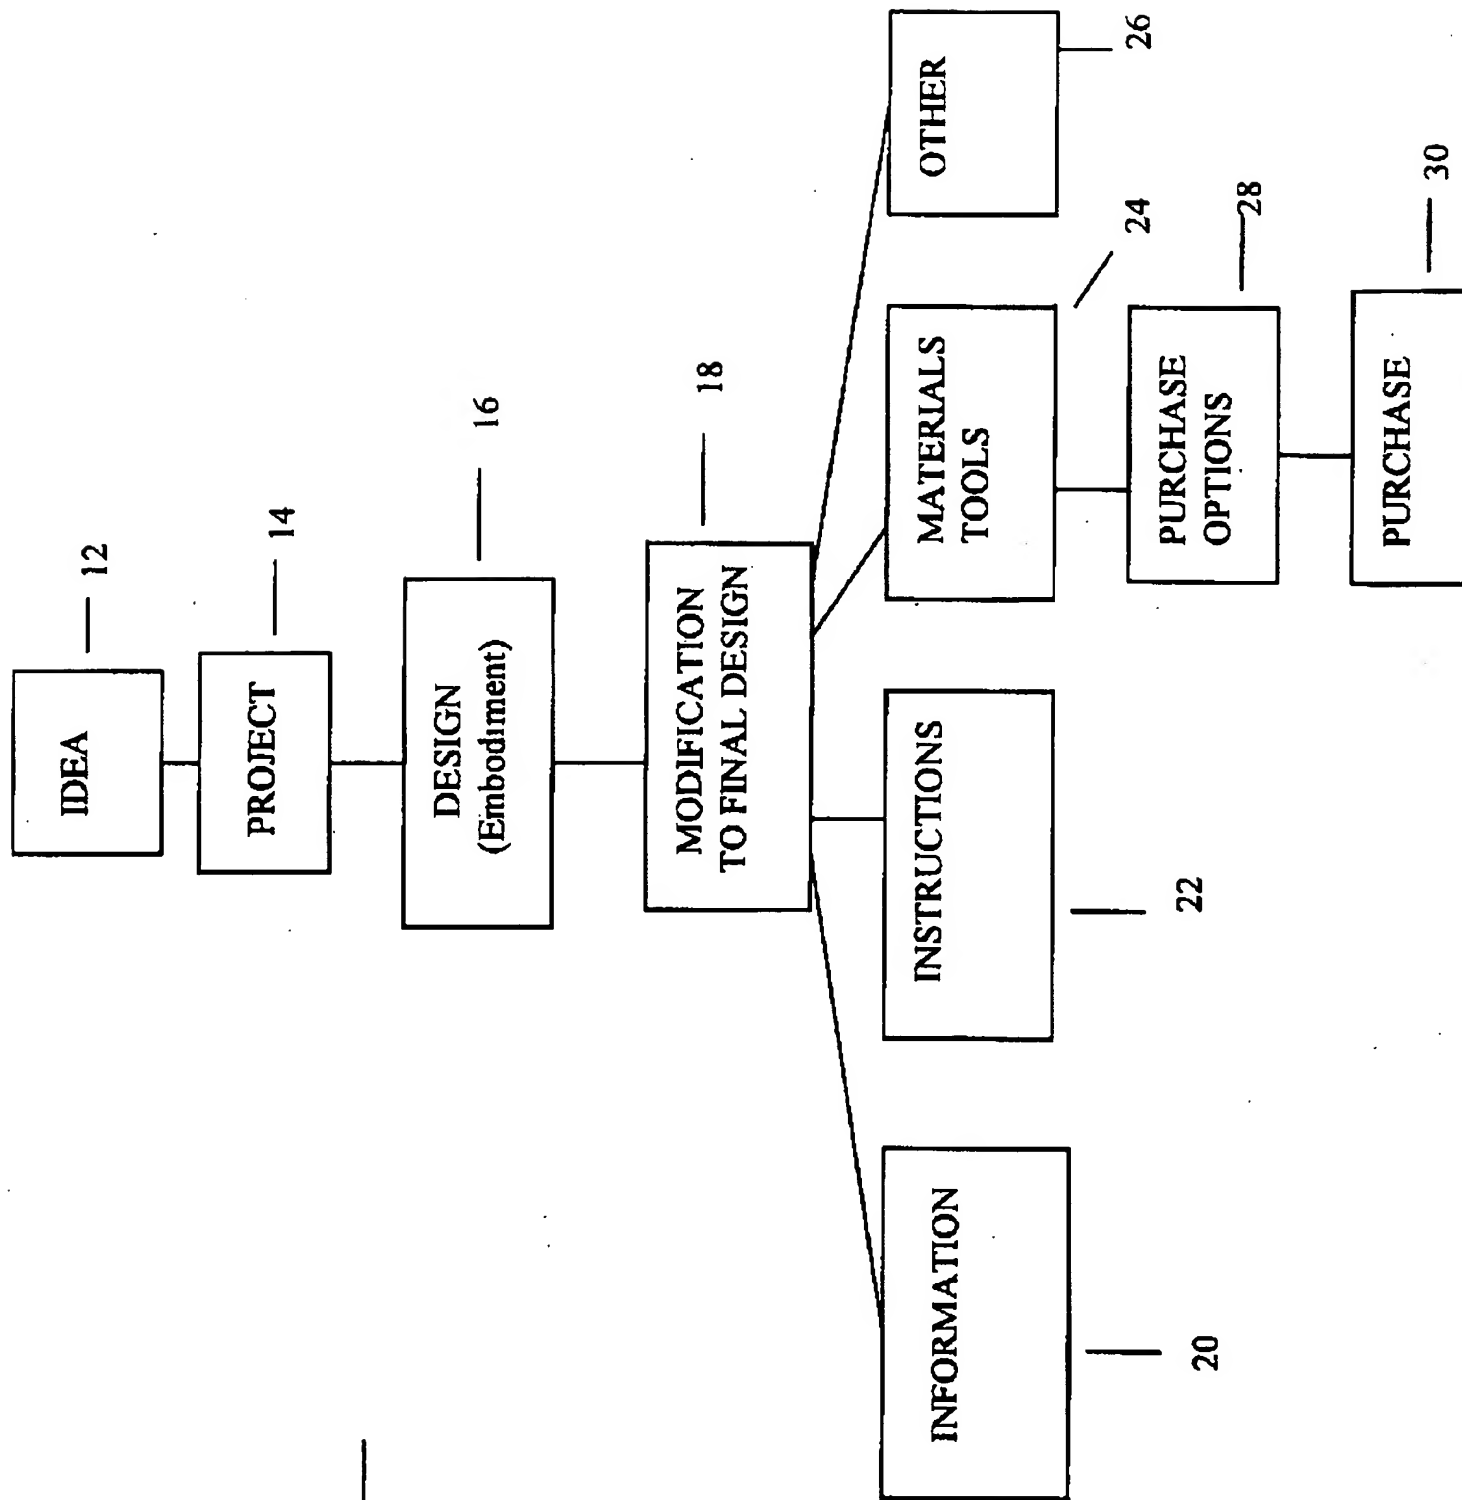 IDEA
12
PROJECT
14
DESIGN
(Embodiment)
16
MODIFICATION
TO FINAL DESIGN
18
INFORMATION
20
INSTRUCTIONS
22
MATERIALS
TOOLS
24
OTHER
26
PURCHASE
OPTIONS
28
PURCHASE
30